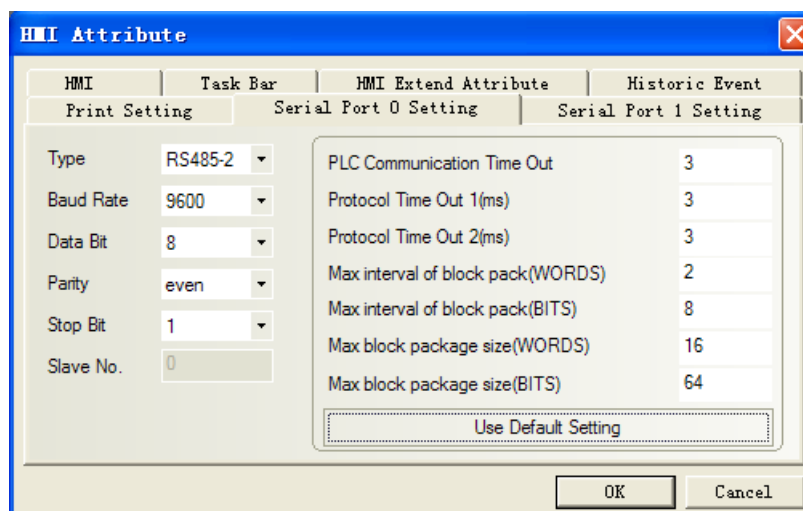 HMI Attribute
HMI Task Bar HMI Extend Attribute Historic Event
Print Setting Serial Port 0 Setting Serial Port 1 Setting
Type RS485-2
Baud Rate 9600
Data Bit 8
Parity even
Stop Bit 1
Slave No. 0
PLC Communication Time Out 3
Protocol Time Out 1(ms) 3
Protocol Time Out 2(ms) 3
Max interval of block pack(WORDS) 2
Max interval of block pack(BITS) 8
Max block package size(WORDS) 16
Max block package size(BITS) 64
Use Default Setting
OK Cancel